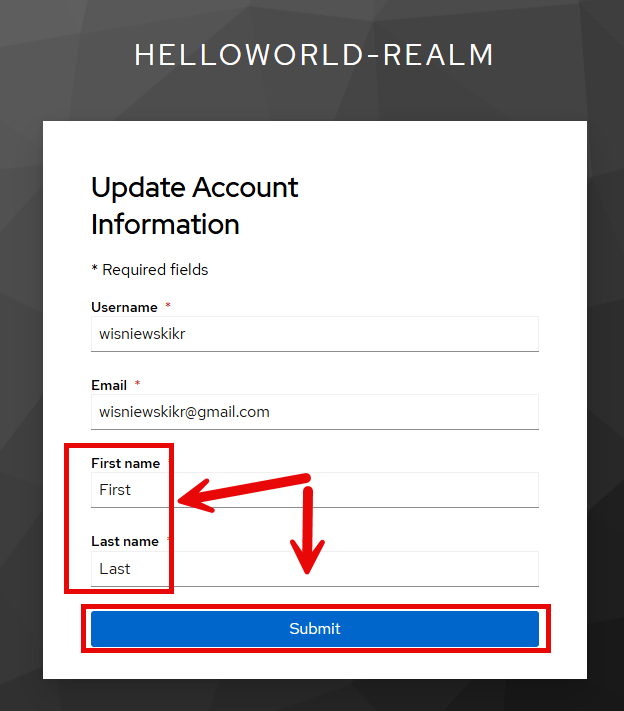 HELLOWORLD-REALM
Update Account
Information
* Required fields
Username *
wisniewskikr
Email *
wisniewskikr@gmail.com
First name *
First
Last name *
Last
Submit